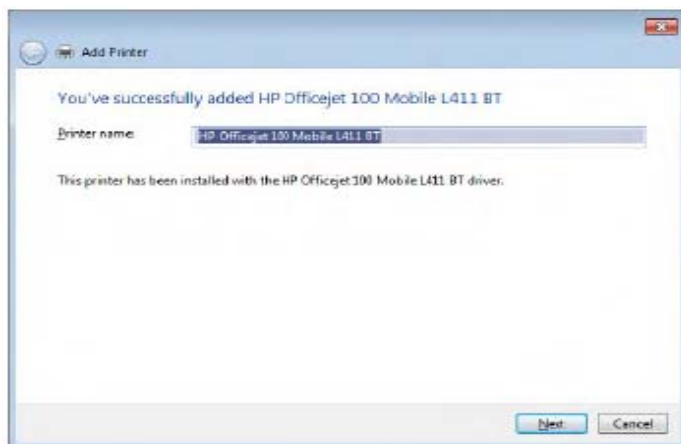 Add Printer
You've successfully added HP Officejet 100 Mobile L411 BT
Printer name: HP Officejet 100 Mobile L411 BT
This printer has been installed with the HP Officejet 100 Mobile L411 BT driver.
Next Cancel